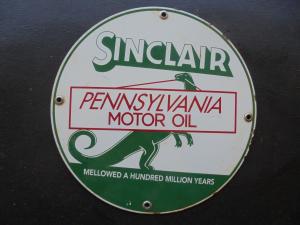 SINCLAIR
PENNSYLVANIA
MOTOR OIL
MELLOWED A HUNDRED MILLION YEARS